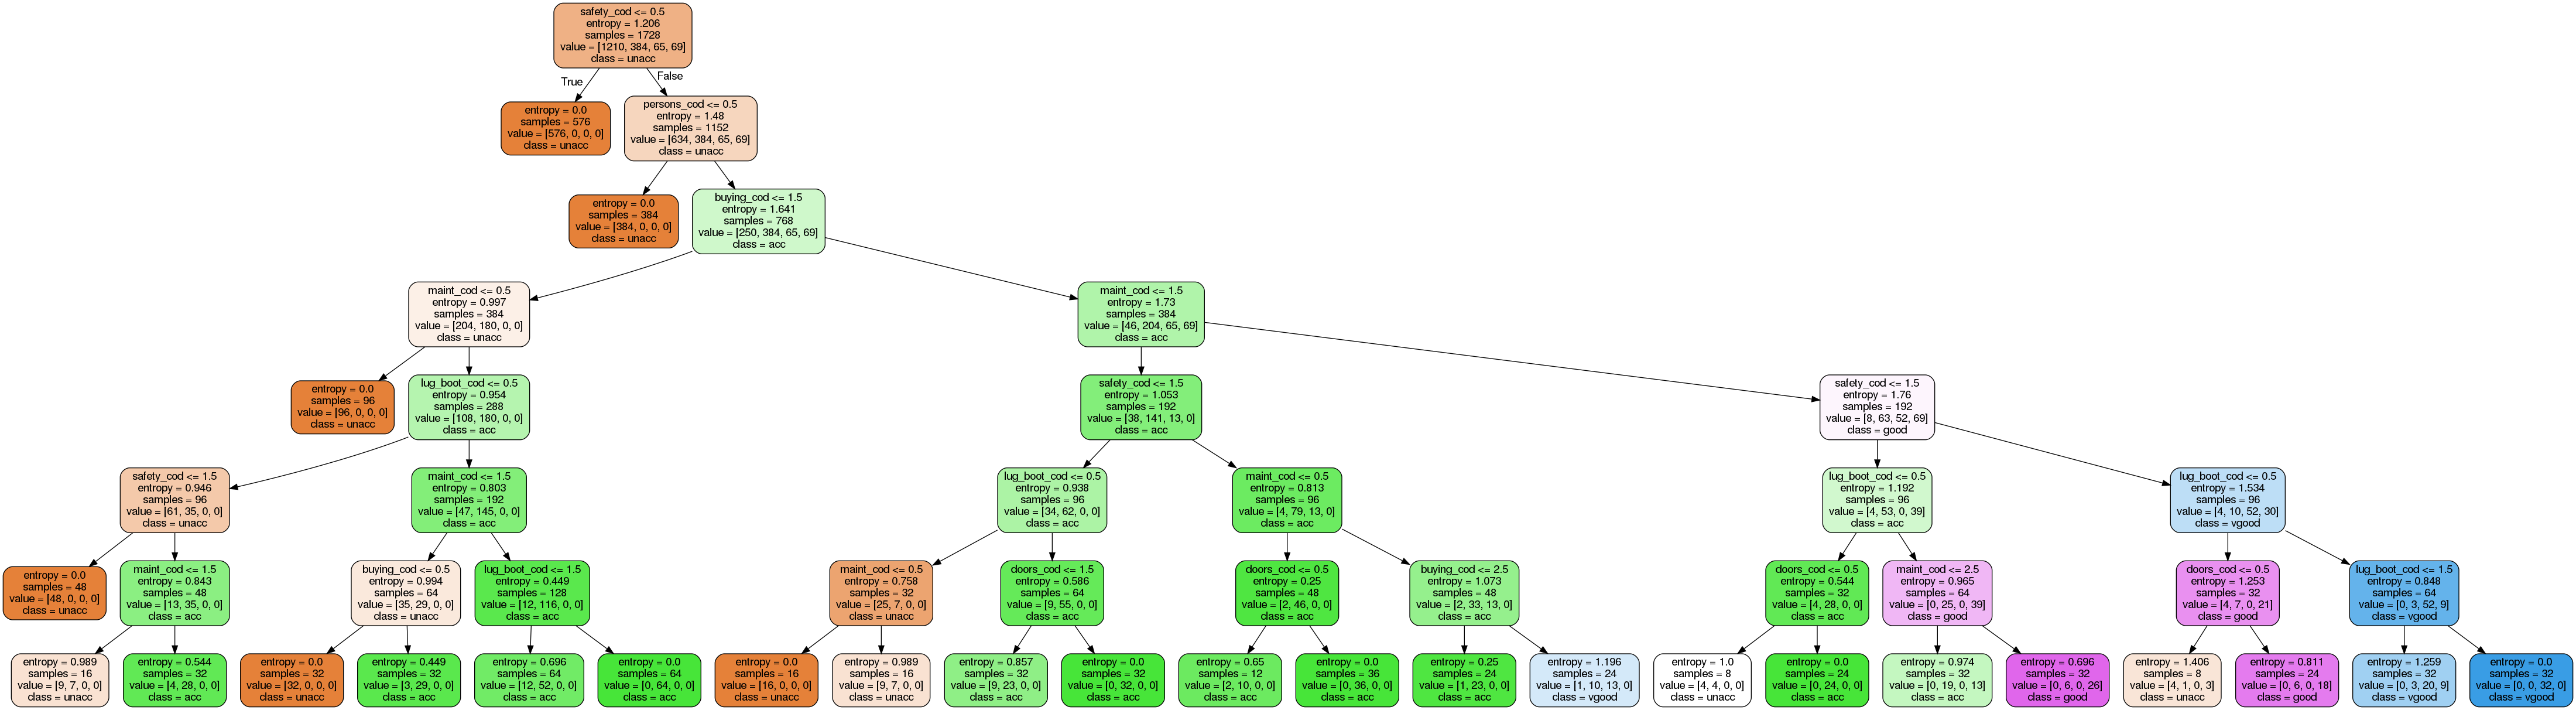 safety_cod <= 0.5
entropy = 1.206
samples = 1728
value = [1210, 384, 65, 69]
class = unacc
True
False
entropy = 0.0
samples = 576
value = [576, 0, 0, 0]
class = unacc
persons_cod <= 0.5
entropy = 1.48
samples = 1152
value = [634, 384, 65, 69]
class = unacc
entropy = 0.0
samples = 384
value = [384, 0, 0, 0]
class = unacc
buying_cod <= 1.5
entropy = 1.641
samples = 768
value = [250, 384, 65, 69]
class = acc
maint_cod <= 0.5
entropy = 0.997
samples = 384
value = [204, 180, 0, 0]
class = unacc
maint_cod <= 1.5
entropy = 1.73
samples = 384
value = [46, 204, 65, 69]
class = acc
entropy = 0.0
samples = 96
value = [96, 0, 0, 0]
class = unacc
lug_boot_cod <= 0.5
entropy = 0.954
samples = 288
value = [108, 180, 0, 0]
class = acc
safety_cod <= 1.5
entropy = 1.053
samples = 192
value = [38, 141, 13, 0]
class = acc
safety_cod <= 1.5
entropy = 1.76
samples = 192
value = [8, 63, 52, 69]
class = good
safety_cod <= 1.5
entropy = 0.946
samples = 96
value = [61, 35, 0, 0]
class = unacc
maint_cod <= 1.5
entropy = 0.803
samples = 192
value = [47, 145, 0, 0]
class = acc
lug_boot_cod <= 0.5
entropy = 0.938
samples = 96
value = [34, 62, 0, 0]
class = acc
maint_cod <= 0.5
entropy = 0.813
samples = 96
value = [4, 79, 13, 0]
class = acc
lug_boot_cod <= 0.5
entropy = 1.192
samples = 96
value = [4, 53, 0, 39]
class = acc
lug_boot_cod <= 0.5
entropy = 1.534
samples = 96
value = [4, 10, 52, 30]
class = vgood
entropy = 0.0
samples = 48
value = [48, 0, 0, 0]
class = unacc
maint_cod <= 1.5
entropy = 0.843
samples = 48
value = [13, 35, 0, 0]
class = acc
buying_cod <= 0.5
entropy = 0.994
samples = 64
value = [35, 29, 0, 0]
class = unacc
lug_boot_cod <= 1.5
entropy = 0.449
samples = 128
value = [12, 116, 0, 0]
class = acc
maint_cod <= 0.5
entropy = 0.758
samples = 32
value = [25, 7, 0, 0]
class = unacc
doors_cod <= 1.5
entropy = 0.586
samples = 64
value = [9, 55, 0, 0]
class = acc
doors_cod <= 0.5
entropy = 0.25
samples = 48
value = [2, 46, 0, 0]
class = acc
buying_cod <= 2.5
entropy = 1.073
samples = 48
value = [2, 33, 13, 0]
class = acc
doors_cod <= 0.5
entropy = 0.544
samples = 32
value = [4, 28, 0, 0]
class = acc
maint_cod <= 2.5
entropy = 0.965
samples = 64
value = [0, 25, 0, 39]
class = good
doors_cod <= 0.5
entropy = 1.253
samples = 32
value = [4, 7, 0, 21]
class = good
lug_boot_cod <= 1.5
entropy = 0.848
samples = 64
value = [0, 3, 52, 9]
class = vgood
entropy = 0.989
samples = 16
value = [9, 7, 0, 0]
class = unacc
entropy = 0.544
samples = 32
value = [4, 28, 0, 0]
class = acc
entropy = 0.0
samples = 32
value = [32, 0, 0, 0]
class = unacc
entropy = 0.449
samples = 32
value = [3, 29, 0, 0]
class = acc
entropy = 0.696
samples = 64
value = [12, 52, 0, 0]
class = acc
entropy = 0.0
samples = 64
value = [0, 64, 0, 0]
class = acc
entropy = 0.0
samples = 16
value = [16, 0, 0, 0]
class = unacc
entropy = 0.989
samples = 16
value = [9, 7, 0, 0]
class = unacc
entropy = 0.857
samples = 32
value = [9, 23, 0, 0]
class = acc
entropy = 0.0
samples = 32
value = [0, 32, 0, 0]
class = acc
entropy = 0.65
samples = 12
value = [2, 10, 0, 0]
class = acc
entropy = 0.0
samples = 36
value = [0, 36, 0, 0]
class = acc
entropy = 0.25
samples = 24
value = [1, 23, 0, 0]
class = acc
entropy = 1.196
samples = 24
value = [1, 10, 13, 0]
class = vgood
entropy = 1.0
samples = 8
value = [4, 4, 0, 0]
class = unacc
entropy = 0.0
samples = 24
value = [0, 24, 0, 0]
class = acc
entropy = 0.974
samples = 32
value = [0, 19, 0, 13]
class = acc
entropy = 0.696
samples = 32
value = [0, 6, 0, 26]
class = good
entropy = 1.406
samples = 8
value = [4, 1, 0, 3]
class = unacc
entropy = 0.811
samples = 24
value = [0, 6, 0, 18]
class = good
entropy = 1.259
samples = 32
value = [0, 3, 20, 9]
class = vgood
entropy = 0.0
samples = 32
value = [0, 0, 32, 0]
class = vgood